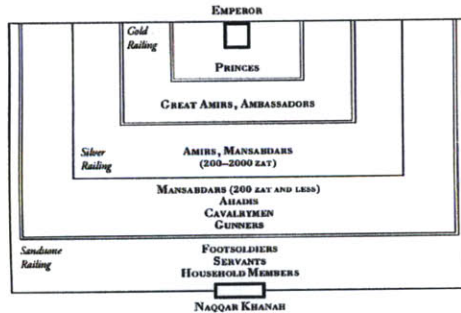 EMPEROR
Gold
Railing
PRINCES
GREAT AMIRS, AMBASSADORS
Silver
Railing
AMIRS, MANSABDARS
(200–2000 ZAT)
MANSABDARS (200 ZAT AND LESS)
AHADIS
CAVALRYMEN
GUNNERS
Sandstone
Railing
FOOTSOLDIERS
SERVANTS
HOUSEHOLD MEMBERS
NAQQAR KHANAH